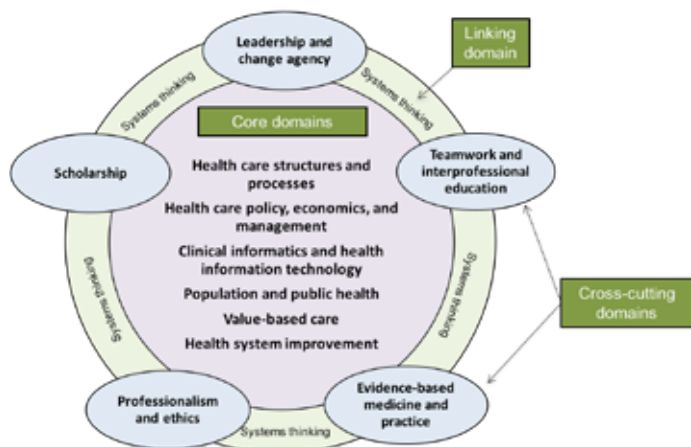 Leadership and
change agency
Linking
domain
Systems thinking
Systems thinking
Core domains
Scholarship
Teamwork and
interprofessional
education
Health care structures and
processes
Health care policy, economics, and
management
Clinical informatics and health
information technology
Population and public health
Value-based care
Health system improvement
Systems thinking
Systems thinking
Cross-cutting
domains
Professionalism
and ethics
Evidence-based
medicine and
practice
Systems thinking